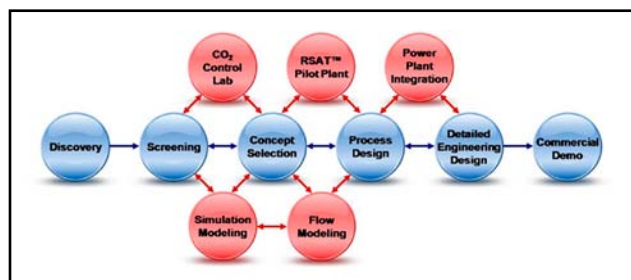 CO₂
Control
Lab
RSAT™
Pilot Plant
Power
Plant
Integration
Discovery
Screening
Concept
Selection
Process
Design
Detailed
Engineering
Design
Commercial
Demo
Simulation
Modeling
Flow
Modeling